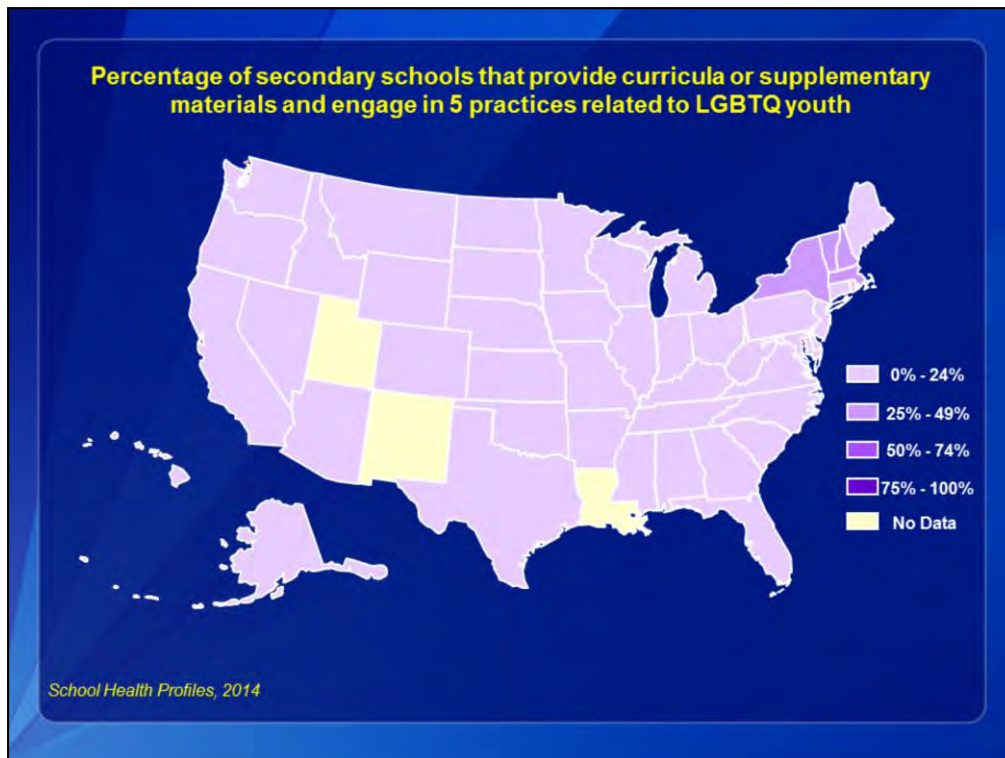 Percentage of secondary schools that provide curricula or supplementary
materials and engage in 5 practices related to LGBTQ youth
0% - 24%
25% - 49%
50% - 74%
75% - 100%
No Data
School Health Profiles, 2014